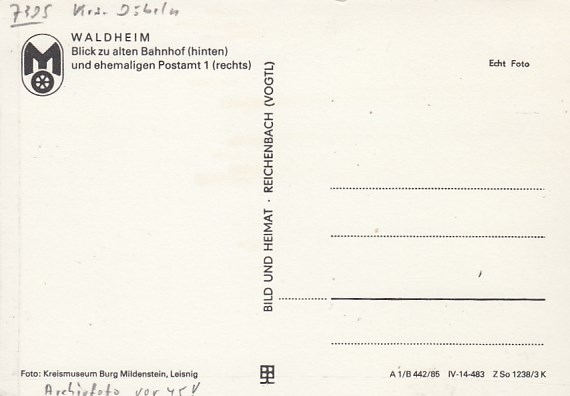 7305 Krs. Döbeln
WALDHEIM
Blick zu alten Bahnhof (hinten)
und ehemaligen Postamt 1 (rechts)
Echt Foto
BILD UND HEIMAT · REICHENBACH (VOGTL)
Foto: Kreismuseum Burg Mildenstein, Leisnig
A 1/B 442/85 IV-14-483 Z So 1238/3 K
Archivfoto vor 45!